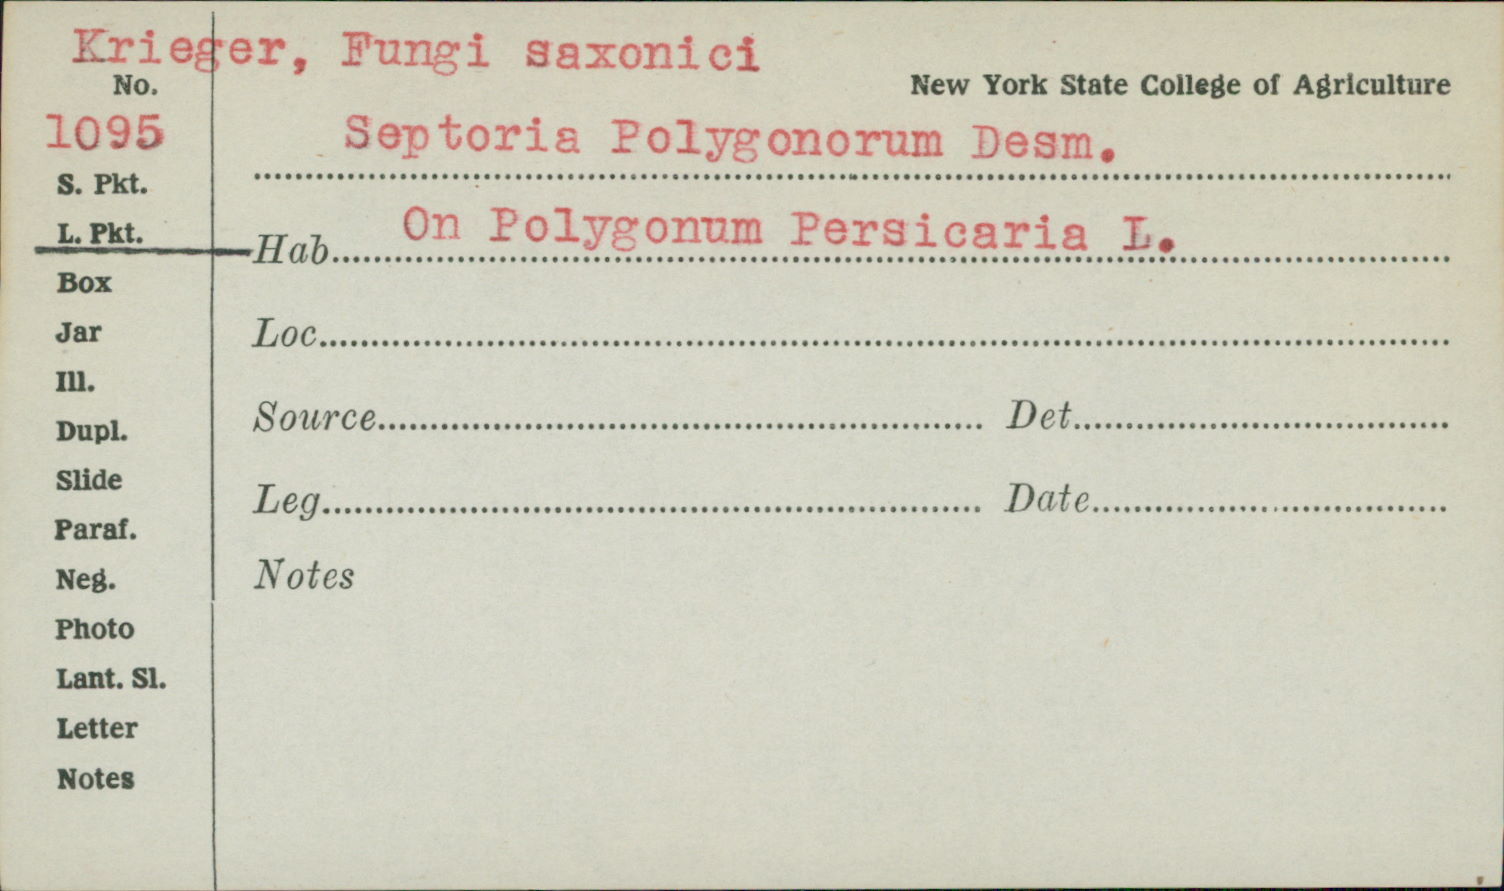 Krieger, Fungi saxonici
No.
New York State College of Agriculture
1095
Septoria Polygonorum Desm.
S. Pkt.
L. Pkt.
Hab. On Polygonum Persicaria L.
Box
Jar
Loc.
Ill.
Source
Det.
Dupl.
Slide
Leg.
Date
Paraf.
Neg.
Notes
Photo
Lant. Sl.
Letter
Notes